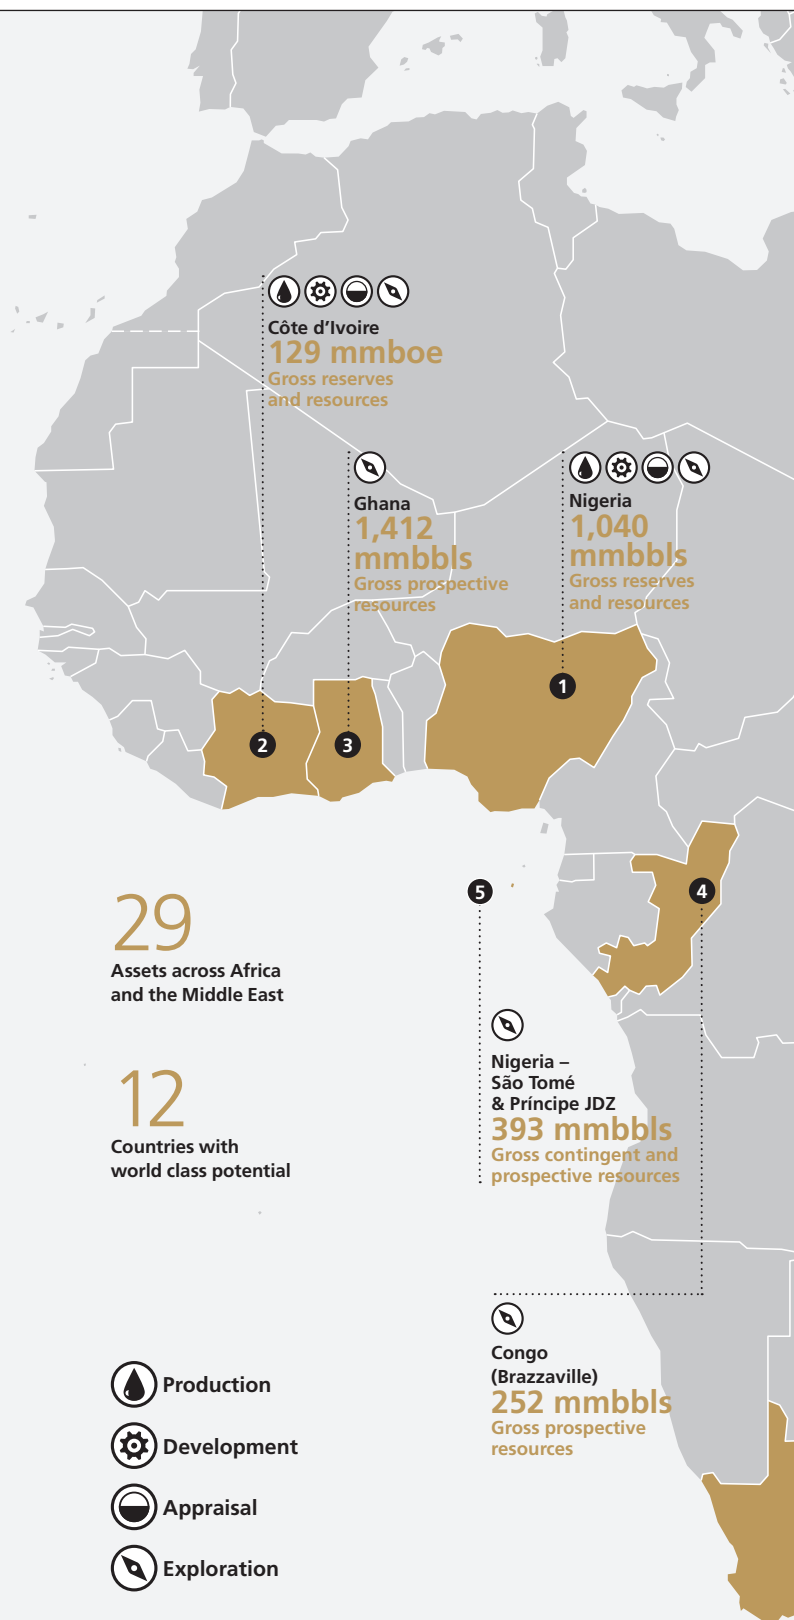 Côte d’Ivoire
129 mmboe
Gross reserves
and resources
Ghana
1,412
mmbbls
Gross prospective
resources
Nigeria
1,040
mmbbls
Gross reserves
and resources
1
2
3
4
5
29
Assets across Africa
and the Middle East
12
Countries with
world class potential
Nigeria –
São Tomé
& Príncipe JDZ
393 mmbbls
Gross contingent and
prospective resources
Congo
(Brazzaville)
252 mmbbls
Gross prospective
resources
Production
Development
Appraisal
Exploration